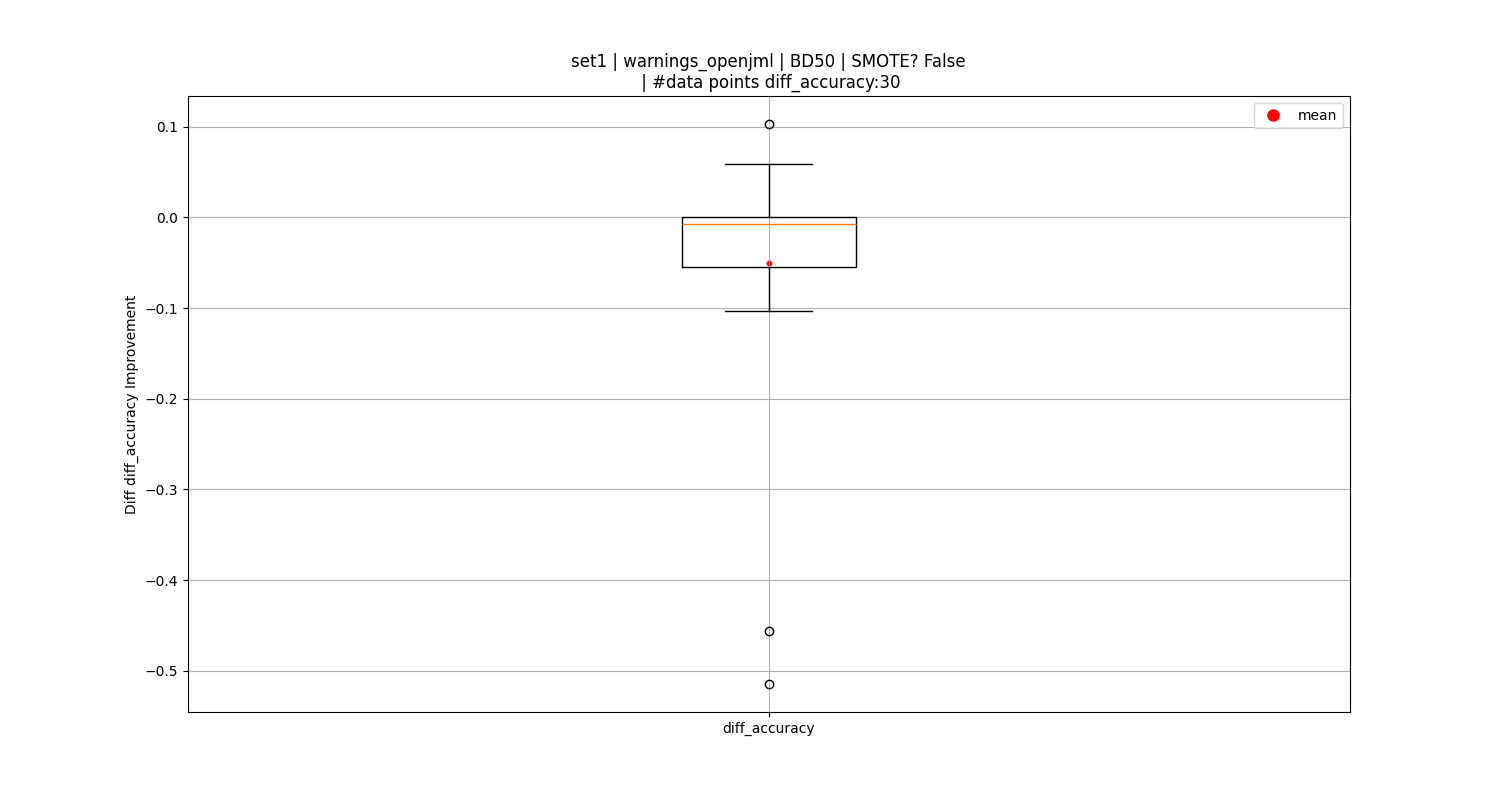 set1 | warnings_openjml | BD50 | SMOTE? False
| #data points diff_accuracy:30
mean
0.1
0.0
−0.1
−0.2
−0.3
−0.4
−0.5
Diff diff_accuracy Improvement
diff_accuracy